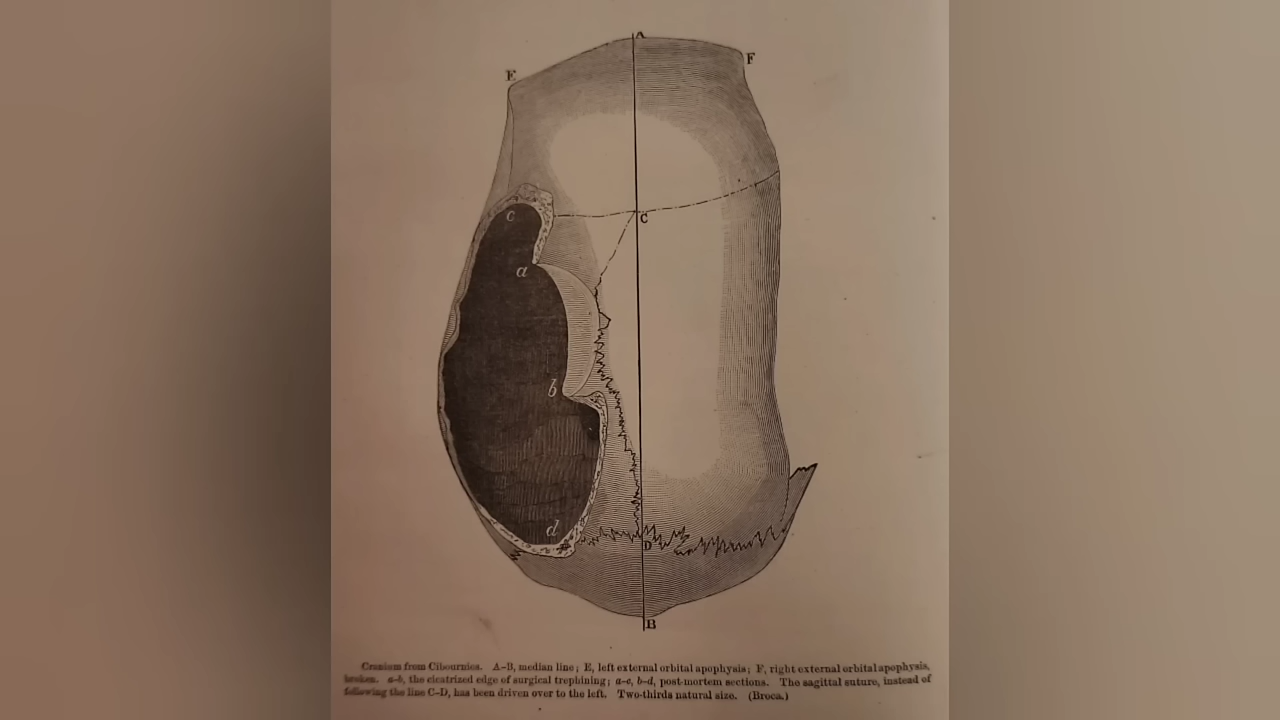 A
F
E
C
c
a
b
d
D
B
Cranium from Cibournios. A–B, median line; E, left external orbital apophysis; F, right external orbital apophysis,
broken. a-b, the cicatrized edge of surgical trephining; a-c, b-d, post-mortem sections. The sagittal suture, instead of
following the line C–D, has been driven over to the left. Two-thirds natural size. (Broca.)